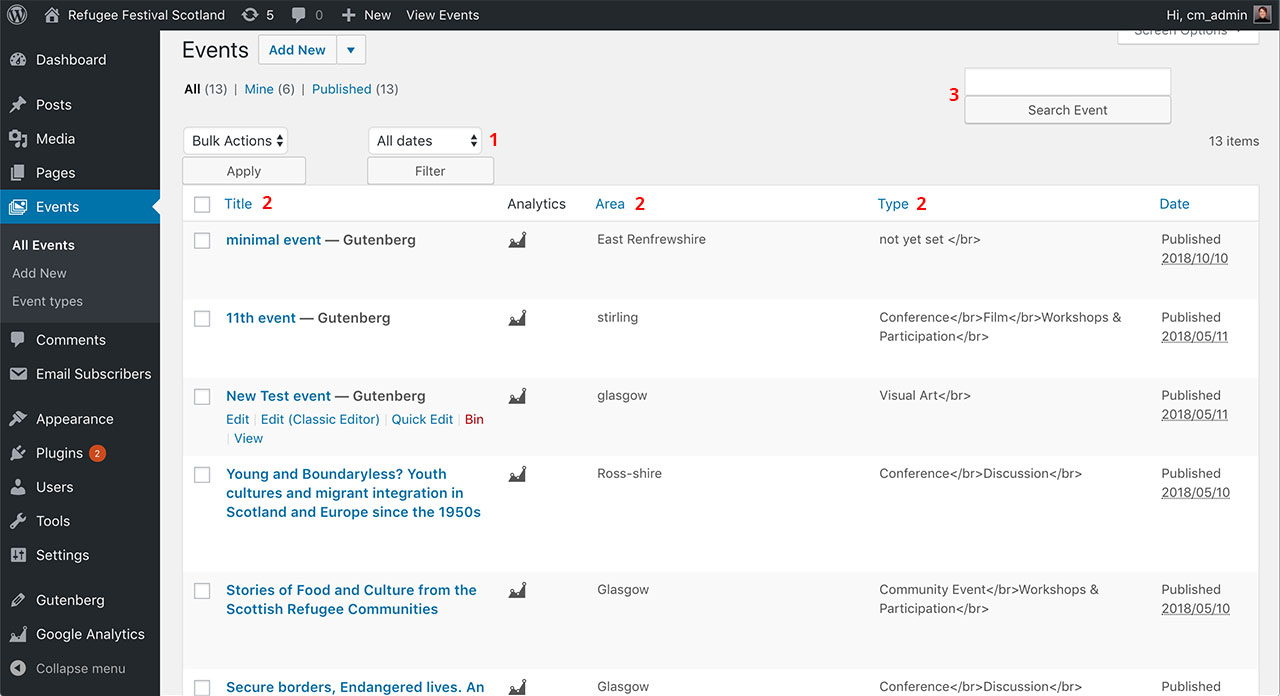 Refugee Festival Scotland 5 0 New View Events Hi, cm_admin
Dashboard
Posts
Media
Pages
Events
All Events
Add New
Event types
Comments
Email Subscribers
Appearance
Plugins 2
Users
Tools
Settings
Gutenberg
Google Analytics
Collapse menu
Screen Options
Events Add New
All (13) | Mine (6) | Published (13)
3
Search Event
Bulk Actions All dates 1
13 items
Apply Filter
Title 2 Analytics Area 2 Type 2 Date
minimal event — Gutenberg East Renfrewshire not yet set </br> Published
2018/10/10
11th event — Gutenberg stirling Conference</br>Film</br>Workshops & Published
Participation</br> 2018/05/11
New Test event — Gutenberg glasgow Visual Art</br> Published
2018/05/11
Edit | Edit (Classic Editor) | Quick Edit | Bin
| View
Young and Boundaryless? Youth Ross-shire Conference</br>Discussion</br> Published
cultures and migrant integration in 2018/05/10
Scotland and Europe since the 1950s
Stories of Food and Culture from the Glasgow Community Event</br>Workshops & Published
Scottish Refugee Communities Participation</br> 2018/05/10
Secure borders, Endangered lives. An Glasgow Conference</br>Discussion</br> Published